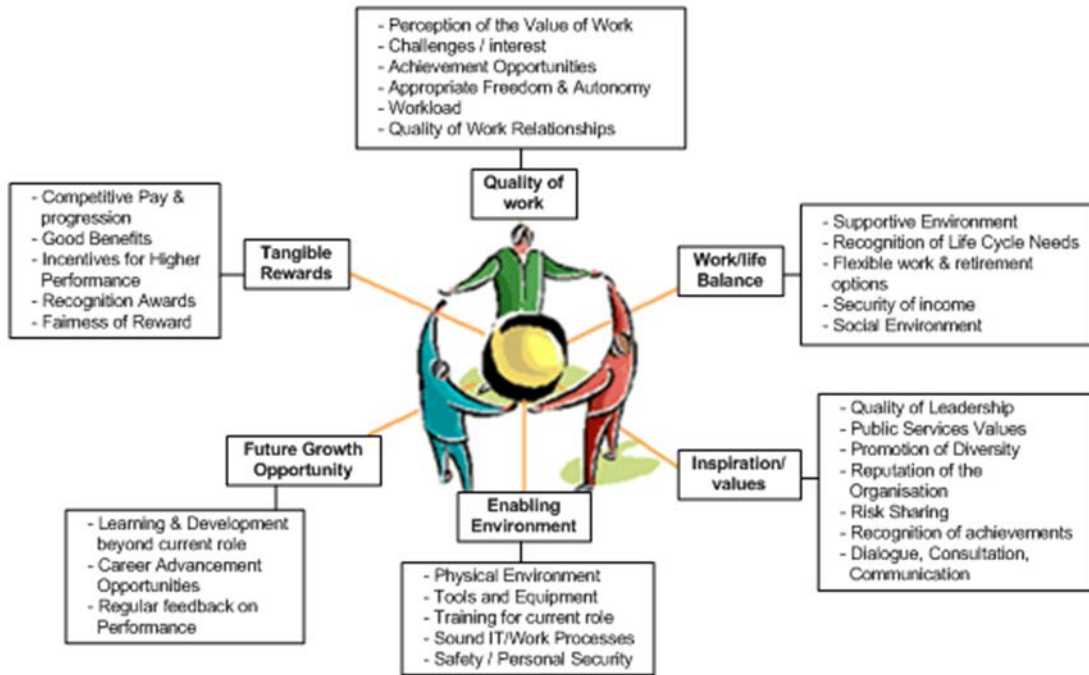 - Perception of the Value of Work
- Challenges / interest
- Achievement Opportunities
- Appropriate Freedom & Autonomy
- Workload
- Quality of Work Relationships
Quality of
work
- Competitive Pay &
progression
- Good Benefits
- Incentives for Higher
Performance
- Recognition Awards
- Fairness of Reward
Tangible
Rewards
Work/life
Balance
- Supportive Environment
- Recognition of Life Cycle Needs
- Flexible work & retirement
options
- Security of income
- Social Environment
Future Growth
Opportunity
- Learning & Development
beyond current role
- Career Advancement
Opportunities
- Regular feedback on
Performance
Enabling
Environment
- Physical Environment
- Tools and Equipment
- Training for current role
- Sound IT/Work Processes
- Safety / Personal Security
Inspiration/
values
- Quality of Leadership
- Public Services Values
- Promotion of Diversity
- Reputation of the
Organisation
- Risk Sharing
- Recognition of achievements
- Dialogue, Consultation,
Communication